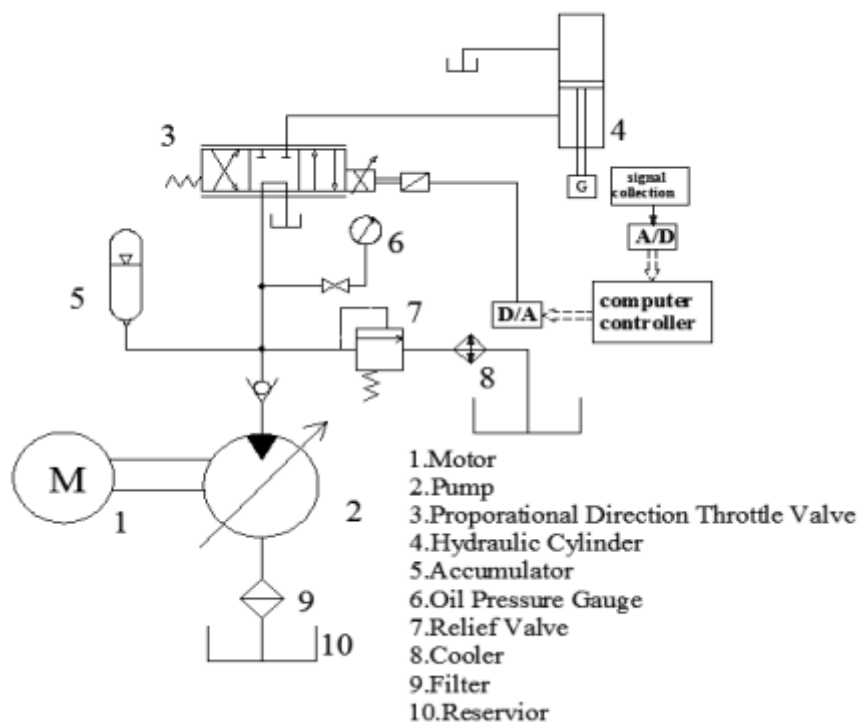 3
4
G
signal
collection
A/D
6
5
7
D/A
computer
controller
8
M
1
2
9
10
1.Motor
2.Pump
3.Proporational Direction Throttle Valve
4.Hydraulic Cylinder
5.Accumulator
6.Oil Pressure Gauge
7.Relief Valve
8.Cooler
9.Filter
10.Reservior